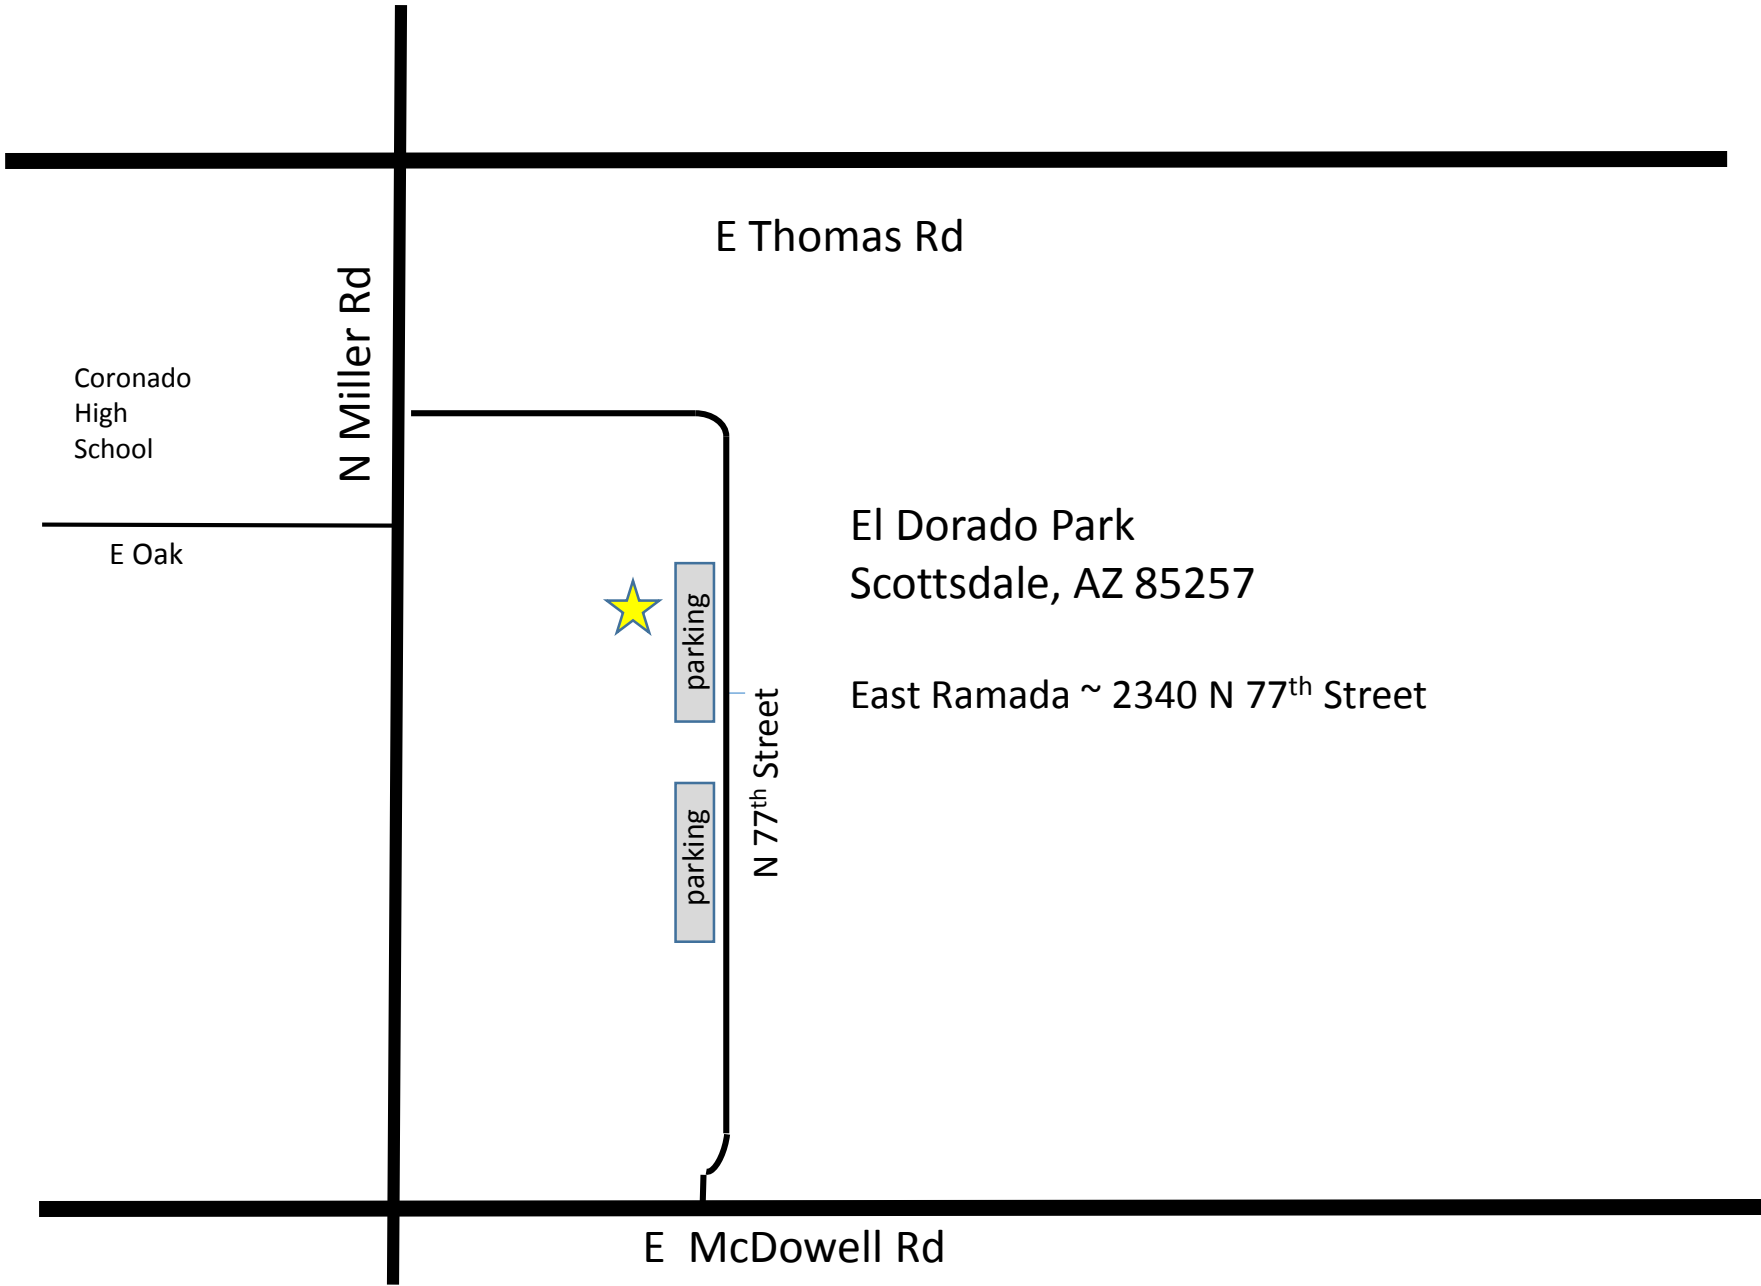 E Thomas Rd
N Miller Rd
Coronado
High
School
E Oak
El Dorado Park
Scottsdale, AZ 85257
parking
East Ramada ~ 2340 N 77th Street
N 77th Street
parking
E McDowell Rd